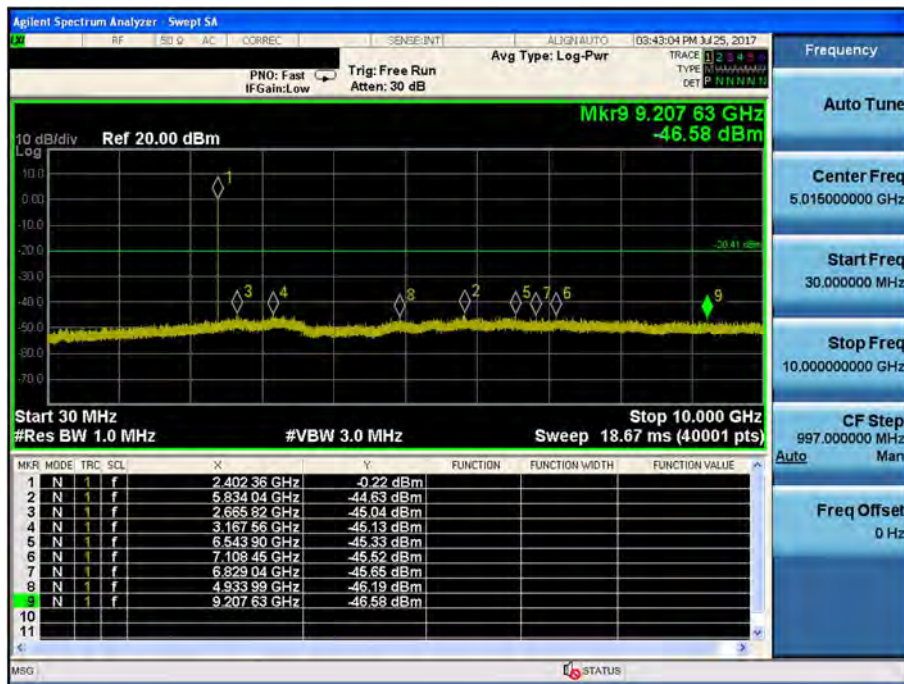 Agilent Spectrum Analyzer - Swept SA
LXI RF 50 Ω AC CORREC SENSE:INT ALIGN AUTO 03:43:04 PM Jul 25, 2017
PNO: Fast
IFGain:Low
Trig: Free Run
Atten: 30 dB
Avg Type: Log-Pwr
TRACE 1 2 3 4 5 6
TYPE
DET P N N N N N
Mkr9 9.207 63 GHz
-46.58 dBm
10 dB/div
Log
Ref 20.00 dBm
10.0
0.00
-10.0
-20.0
-30.0
-40.0
-50.0
-60.0
-70.0
1
3
4
8
2
5
7
6
9
-20.41 dBm
Start 30 MHz
#Res BW 1.0 MHz
#VBW 3.0 MHz
Stop 10.000 GHz
Sweep 18.67 ms (40001 pts)
MKR MODE TRC SCL X Y FUNCTION FUNCTION WIDTH FUNCTION VALUE
1 N 1 f 2.402 36 GHz -0.22 dBm
2 N 1 f 5.834 04 GHz -44.63 dBm
3 N 1 f 2.665 82 GHz -45.04 dBm
4 N 1 f 3.167 56 GHz -45.13 dBm
5 N 1 f 6.543 90 GHz -45.33 dBm
6 N 1 f 7.108 45 GHz -45.52 dBm
7 N 1 f 6.829 04 GHz -45.65 dBm
8 N 1 f 4.933 99 GHz -46.19 dBm
9 N 1 f 9.207 63 GHz -46.58 dBm
10
11
MSG
STATUS
Frequency
Auto Tune
Center Freq
5.015000000 GHz
Start Freq
30.000000 MHz
Stop Freq
10.000000000 GHz
CF Step
997.000000 MHz
Auto Man
Freq Offset
0 Hz